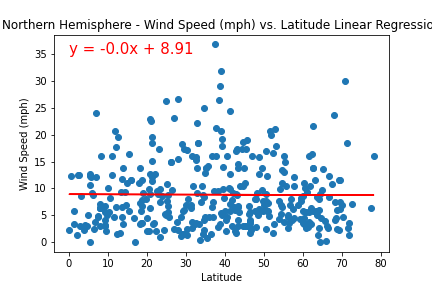 Northern Hemisphere - Wind Speed (mph) vs. Latitude Linear Regressio
y = -0.0x + 8.91
Wind Speed (mph)
35
30
25
20
15
10
5
0
0 10 20 30 40 50 60 70 80
Latitude